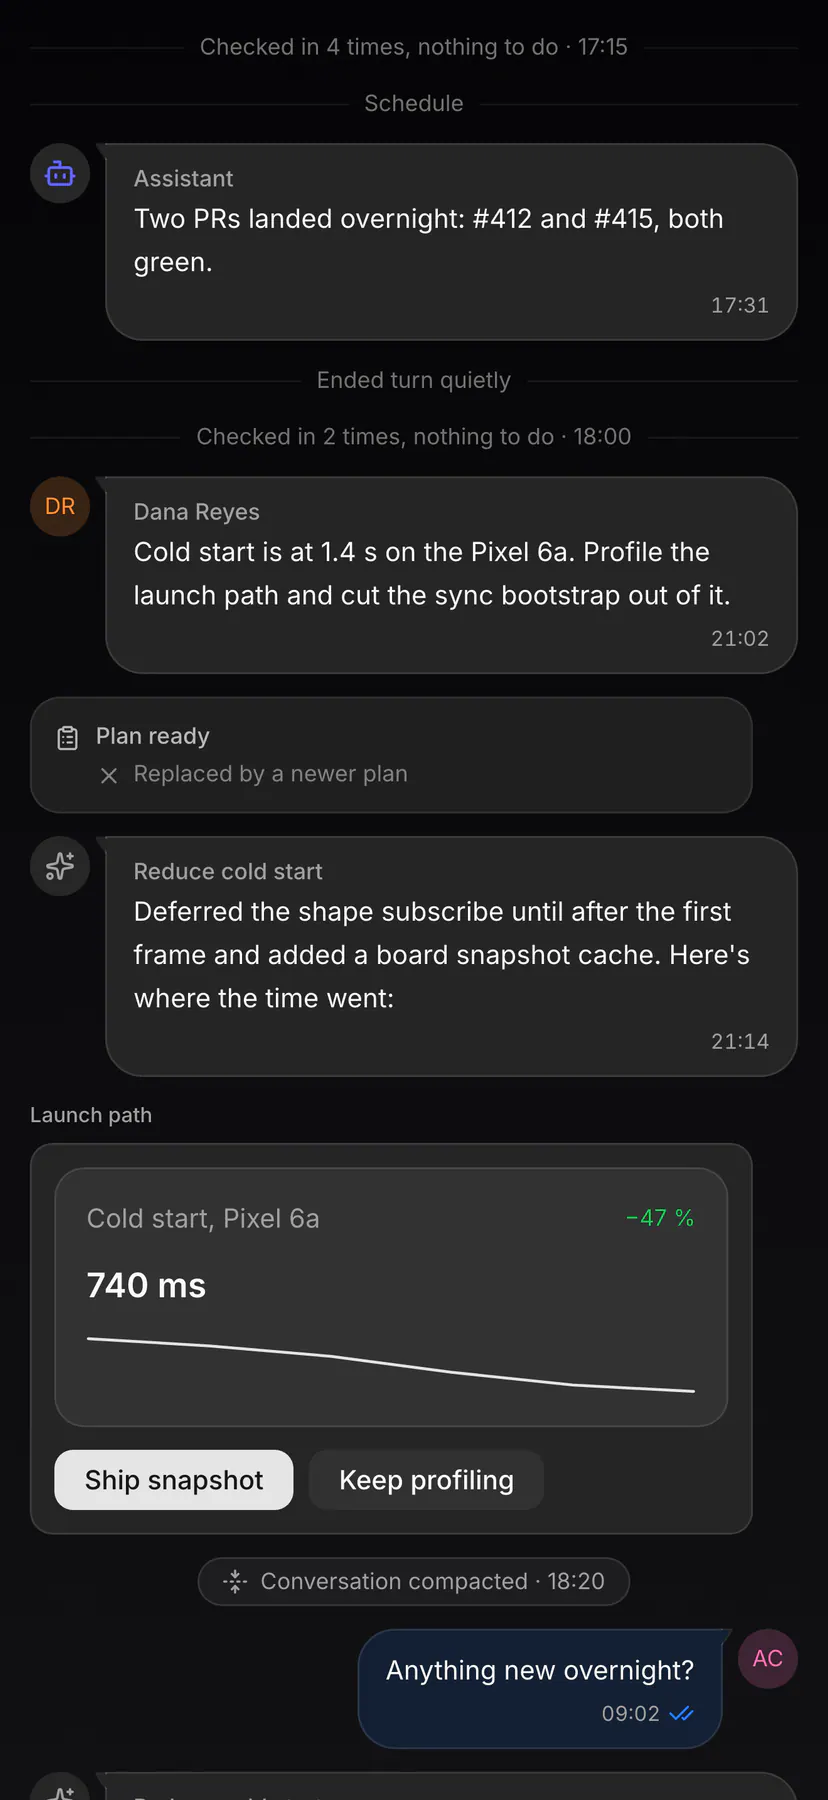 Checked in 4 times, nothing to do · 17:15
Schedule
Assistant
Two PRs landed overnight: #412 and #415, both
green.
17:31
Ended turn quietly
Checked in 2 times, nothing to do · 18:00
DR
Dana Reyes
Cold start is at 1.4 s on the Pixel 6a. Profile the
launch path and cut the sync bootstrap out of it.
21:02
Plan ready
Replaced by a newer plan
Reduce cold start
Deferred the shape subscribe until after the first
frame and added a board snapshot cache. Here's
where the time went:
21:14
Launch path
Cold start, Pixel 6a
−47 %
740 ms
Ship snapshot
Keep profiling
Conversation compacted · 18:20
Anything new overnight?
AC
09:02